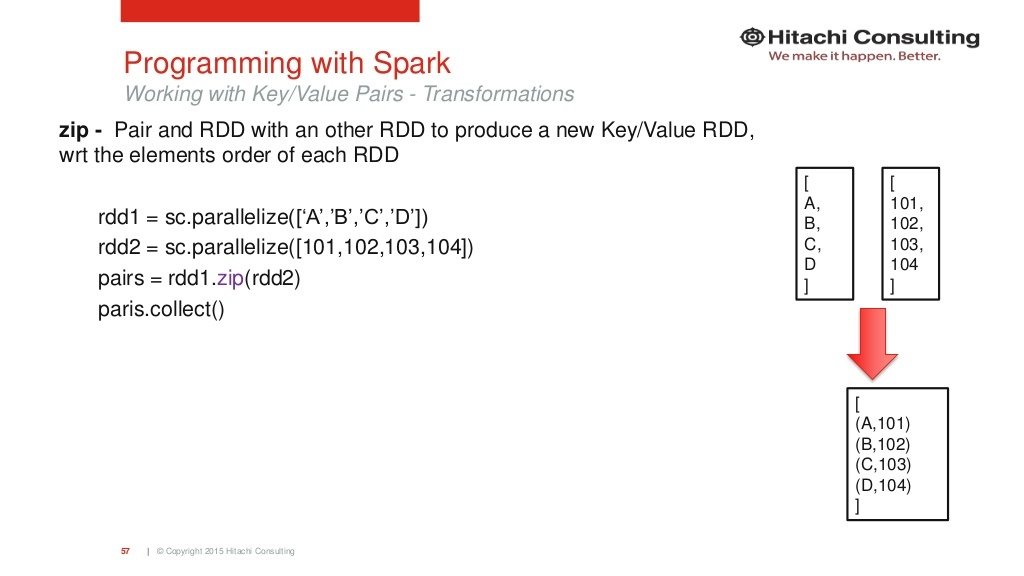 Hitachi Consulting
We make it happen. Better.
Programming with Spark
Working with Key/Value Pairs - Transformations
zip - Pair and RDD with an other RDD to produce a new Key/Value RDD,
wrt the elements order of each RDD
rdd1 = sc.parallelize([‘A’,’B’,’C’,’D’])
rdd2 = sc.parallelize([101,102,103,104])
pairs = rdd1.zip(rdd2)
paris.collect()
[
A,
B,
C,
D
]
[
101,
102,
103,
104
]
[
(A,101)
(B,102)
(C,103)
(D,104)
]
57 | © Copyright 2015 Hitachi Consulting